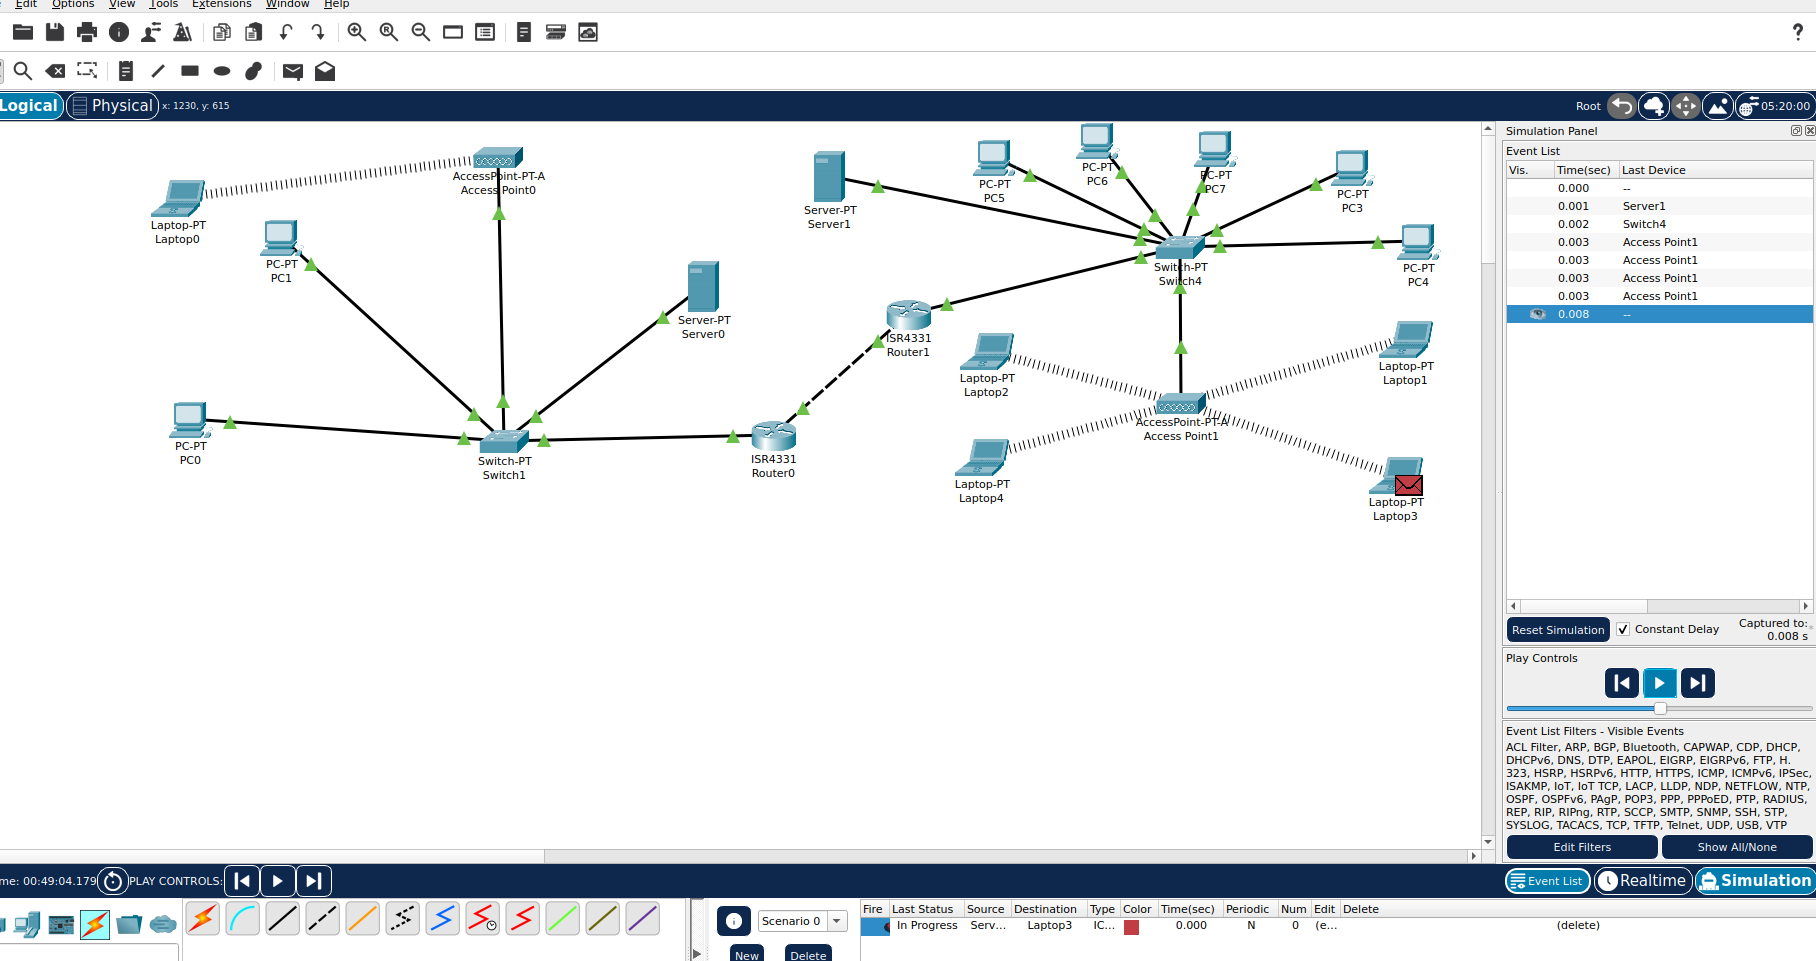 Edit Options View Tools Extensions Window Help
?
Logical Physical x: 1230, y: 615 Root 05:20:00
Simulation Panel
Event List
Vis. Time(sec) Last Device
0.000 --
0.001 Server1
0.002 Switch4
0.003 Access Point1
0.003 Access Point1
0.003 Access Point1
0.003 Access Point1
0.008 --
AccessPoint-PT-A
Access Point0
Laptop-PT
Laptop0
PC-PT
PC1
Server-PT
Server0
PC-PT
PC0
Switch-PT
Switch1
ISR4331
Router0
ISR4331
Router1
Server-PT
Server1
PC-PT
PC5
PC-PT
PC6
PC-PT
PC7
PC-PT
PC3
PC-PT
PC4
Switch-PT
Switch4
Laptop-PT
Laptop2
Laptop-PT
Laptop1
AccessPoint-PT-A
Access Point1
Laptop-PT
Laptop4
Laptop-PT
Laptop3
Reset Simulation Constant Delay Captured to:
0.008 s
Play Controls
Event List Filters - Visible Events
ACL Filter, ARP, BGP, Bluetooth, CAPWAP, CDP, DHCP,
DHCPv6, DNS, DTP, EAPOL, EIGRP, EIGRPv6, FTP, H.
323, HSRP, HSRPv6, HTTP, HTTPS, ICMP, ICMPv6, IPSec,
ISAKMP, IoT, IoT TCP, LACP, LLDP, NDP, NETFLOW, NTP,
OSPF, OSPFv6, PAgP, POP3, PPP, PPPoED, PTP, RADIUS,
REP, RIP, RIPng, RTP, SCCP, SMTP, SNMP, SSH, STP,
SYSLOG, TACACS, TCP, TFTP, Telnet, UDP, USB, VTP
Edit Filters Show All/None
me: 00:49:04.179 PLAY CONTROLS: Event List Realtime Simulation
Scenario 0
New Delete
Fire Last Status Source Destination Type Color Time(sec) Periodic Num Edit Delete
In Progress Serv... Laptop3 IC... 0.000 N 0 (e... (delete)